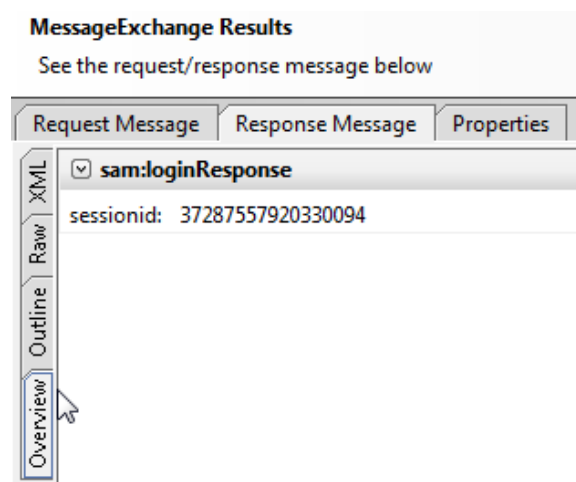 MessageExchange Results
See the request/response message below
Request Message Response Message Properties
XML
sam:loginResponse
sessionid: 37287557920330094
Raw
Outline
Overview